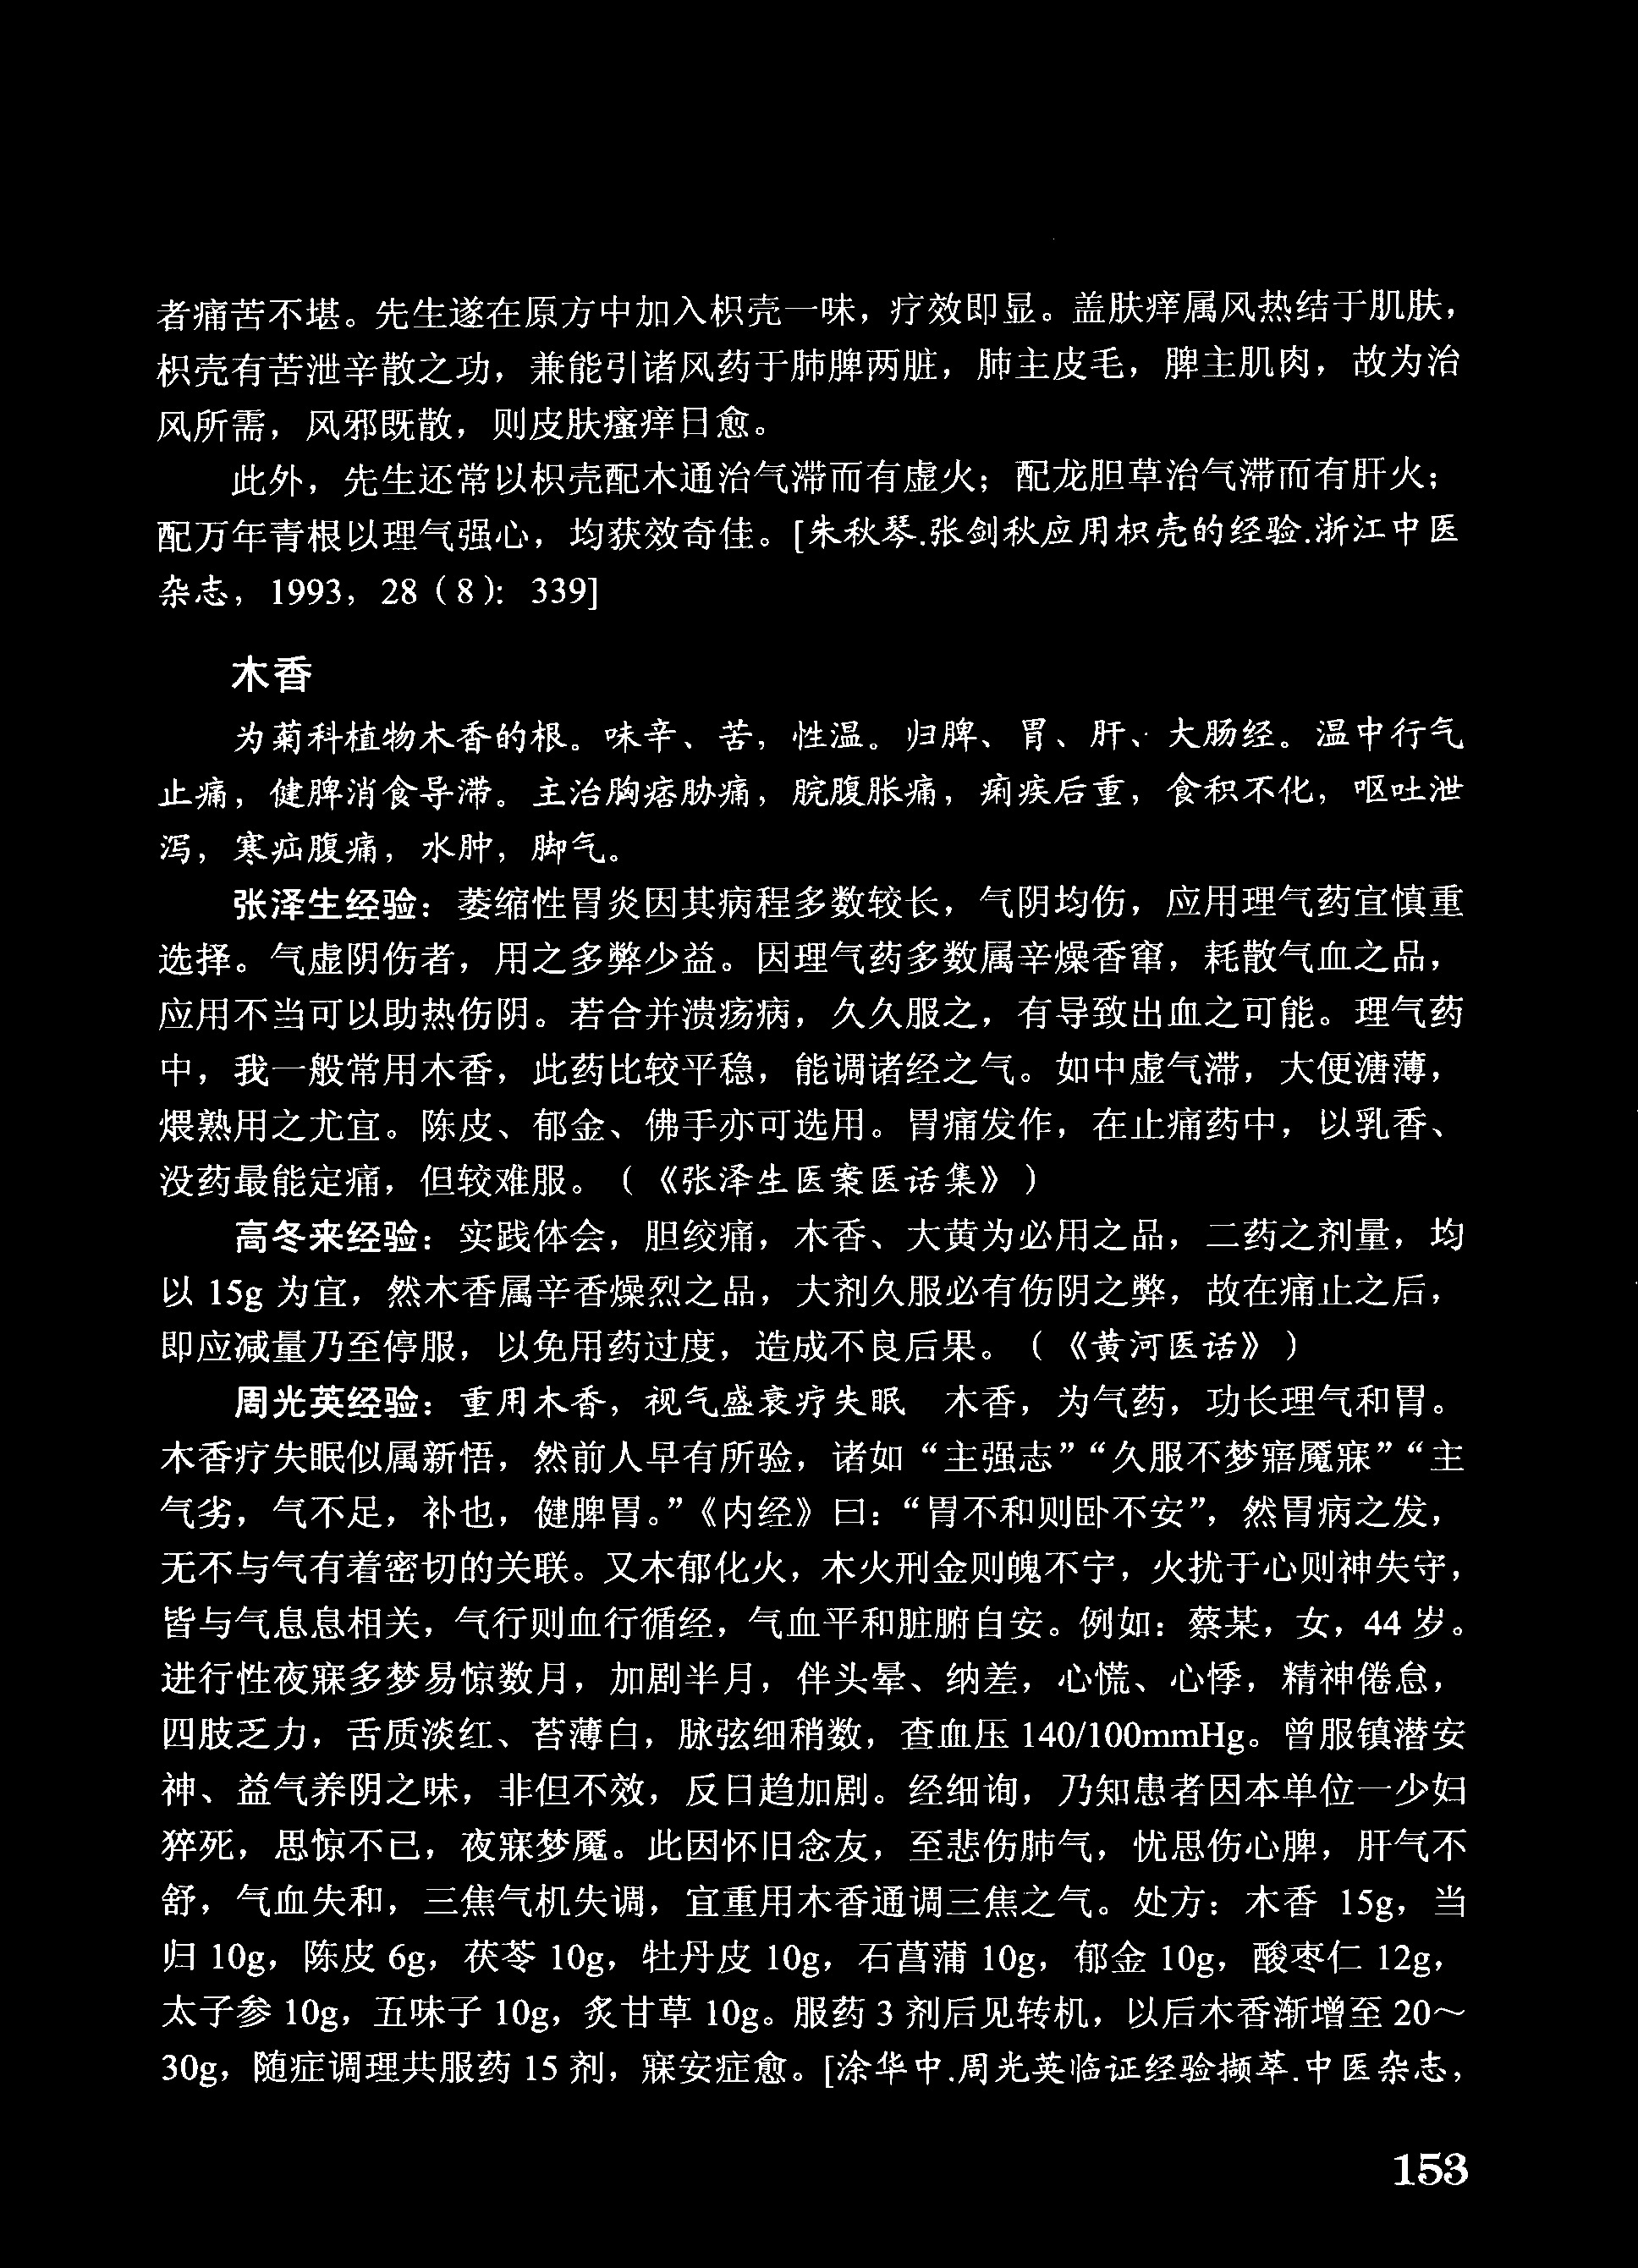 者痛苦不堪。先生遂在原方中加入枳壳一味，疗效即显。盖肤痒属风热结于肌肤，
枳壳有苦泄辛散之功，兼能引诸风药于肺脾两脏，肺主皮毛，脾主肌肉，故为治
风所需，风邪既散，则皮肤瘙痒日愈。
此外，先生还常以枳壳配木通治气滞而有虚火；配龙胆草治气滞而有肝火；
配万年青根以理气强心，均获效奇佳。[朱秋琴.张剑秋应用枳壳的经验.浙江中医
杂志，1993，28（8）：339]
木香
为菊科植物木香的根。味辛、苦，性温。归脾、胃、肝、大肠经。温中行气
止痛，健脾消食导滞。主治胸痞胁痛，脘腹胀痛，痢疾后重，食积不化，呕吐泄
泻，寒疝腹痛，水肿，脚气。
张泽生经验：萎缩性胃炎因其病程多数较长，气阴均伤，应用理气药宜慎重
选择。气虚阴伤者，用之多弊少益。因理气药多数属辛燥香窜，耗散气血之品，
应用不当可以助热伤阴。若合并溃疡病，久久服之，有导致出血之可能。理气药
中，我一般常用木香，此药比较平稳，能调诸经之气。如中虚气滞，大便溏薄，
煨熟用之尤宜。陈皮、郁金、佛手亦可选用。胃痛发作，在止痛药中，以乳香、
没药最能定痛，但较难服。（《张泽生医案医话集》）
高冬来经验：实践体会，胆绞痛，木香、大黄为必用之品，二药之剂量，均
以 15g 为宜，然木香属辛香燥烈之品，大剂久服必有伤阴之弊，故在痛止之后，
即应减量乃至停服，以免用药过度，造成不良后果。（《黄河医话》）
周光英经验：重用木香，视气盛衰疗失眠　木香，为气药，功长理气和胃。
木香疗失眠似属新悟，然前人早有所验，诸如“主强志”“久服不梦寤魇寐”“主
气劣，气不足，补也，健脾胃。”《内经》曰：“胃不和则卧不安”，然胃病之发，
无不与气有着密切的关联。又木郁化火，木火刑金则魄不宁，火扰于心则神失守，
皆与气息息相关，气行则血行循经，气血平和脏腑自安。例如：蔡某，女，44 岁。
进行性夜寐多梦易惊数月，加剧半月，伴头晕、纳差，心慌、心悸，精神倦怠，
四肢乏力，舌质淡红、苔薄白，脉弦细稍数，查血压 140/100mmHg。曾服镇潜安
神、益气养阴之味，非但不效，反日趋加剧。经细询，乃知患者因本单位一少妇
猝死，思惊不已，夜寐梦魇。此因怀旧念友，至悲伤肺气，忧思伤心脾，肝气不
舒，气血失和，三焦气机失调，宜重用木香通调三焦之气。处方：木香 15g，当
归 10g，陈皮 6g，茯苓 10g，牡丹皮 10g，石菖蒲 10g，郁金 10g，酸枣仁 12g，
太子参 10g，五味子 10g，炙甘草 10g。服药 3 剂后见转机，以后木香渐增至 20～
30g，随症调理共服药 15 剂，寐安症愈。[涂华中.周光英临证经验撷萃.中医杂志，
153